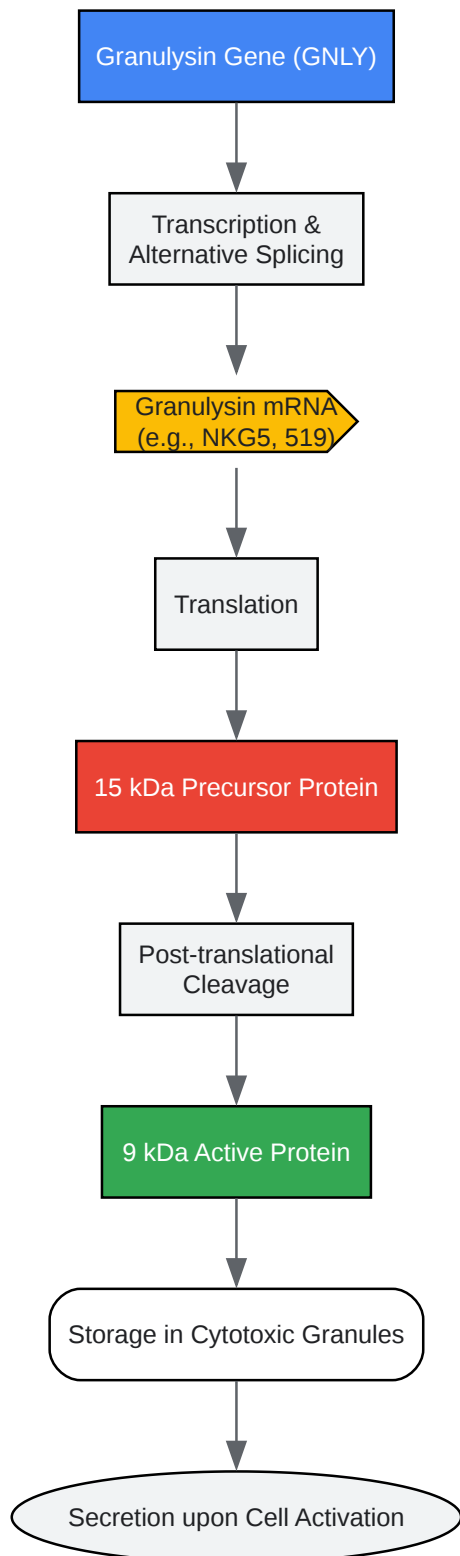 Granulysin Gene (GNLY)
Transcription &
Alternative Splicing
Granulysin mRNA
(e.g., NKG5, 519)
Translation
15 kDa Precursor Protein
Post-translational
Cleavage
9 kDa Active Protein
Storage in Cytotoxic Granules
Secretion upon Cell Activation